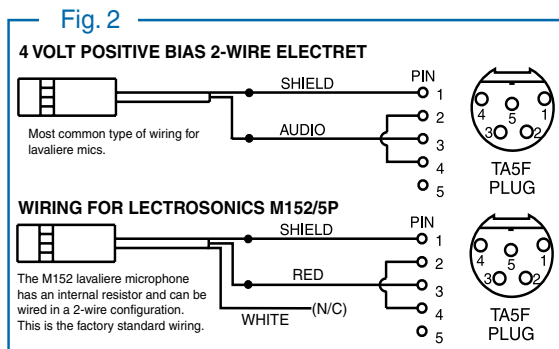 Fig. 2
4 VOLT POSITIVE BIAS 2-WIRE ELECTRET
SHIELD
PIN
1
2
AUDIO
3
4
5
Most common type of wiring for
lavaliere mics.
4 5 1
3 2
TA5F
PLUG
WIRING FOR LECTROSONICS M152/5P
SHIELD
PIN
1
2
RED
3
WHITE (N/C)
4
5
The M152 lavaliere microphone
has an internal resistor and can be
wired in a 2-wire configuration.
This is the factory standard wiring.
4 5 1
3 2
TA5F
PLUG